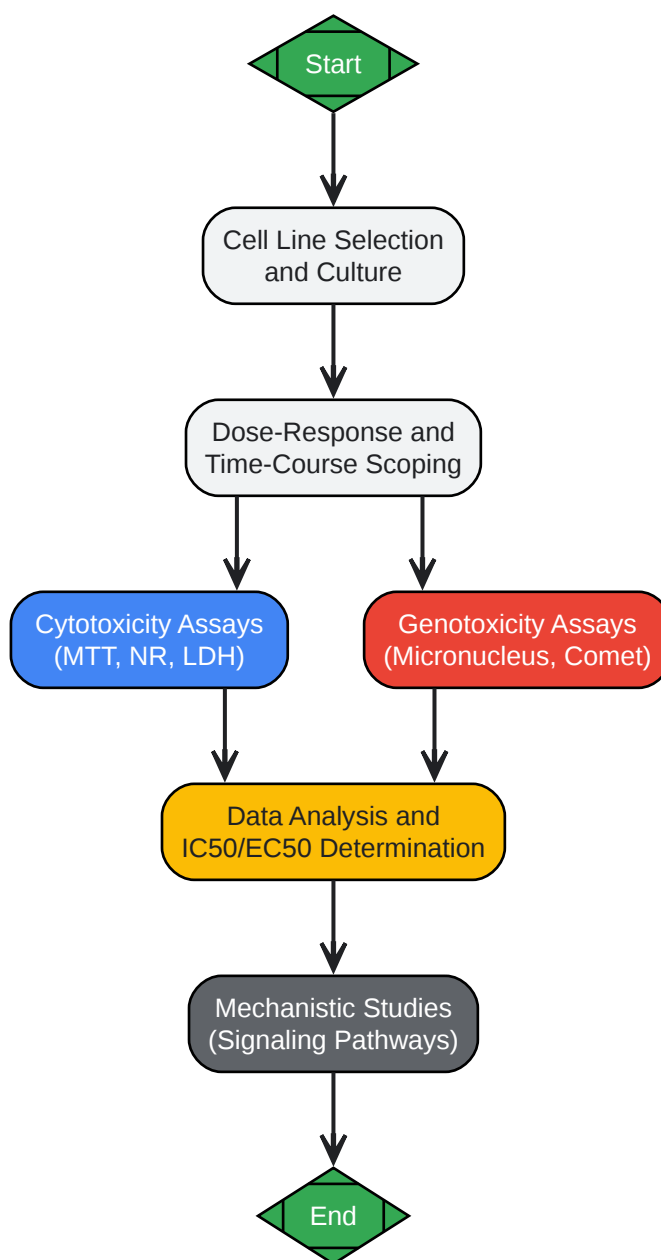 Start
Cell Line Selection
and Culture
Dose-Response and
Time-Course Scoping
Cytotoxicity Assays
(MTT, NR, LDH)
Genotoxicity Assays
(Micronucleus, Comet)
Data Analysis and
IC50/EC50 Determination
Mechanistic Studies
(Signaling Pathways)
End